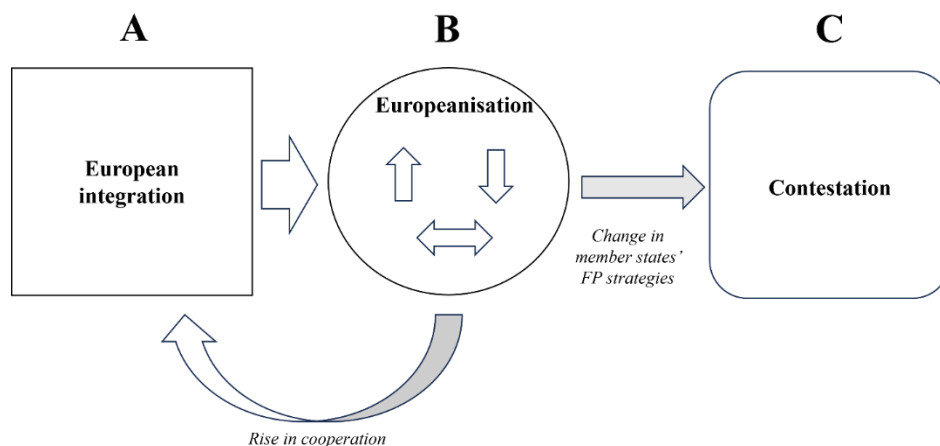 A
B
C
European
integration
Europeanisation
Change in
member states’
FP strategies
Contestation
Rise in cooperation